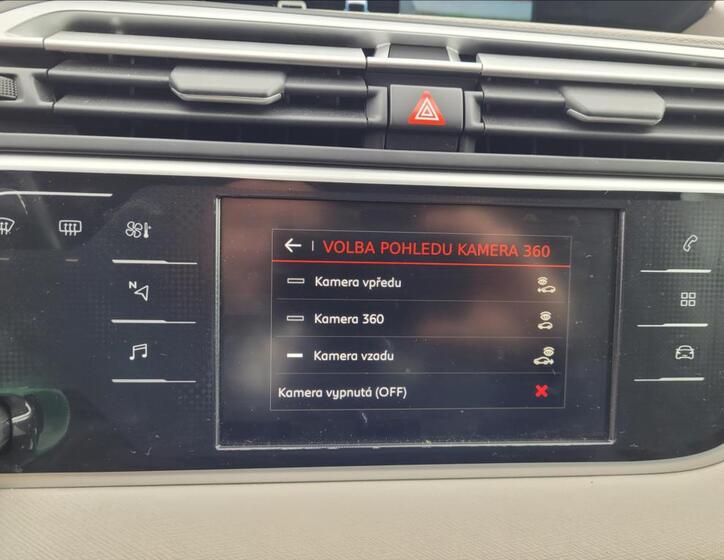 VOLBA POHLEDU KAMERA 360
Kamera vpředu
N
Kamera 360
Kamera vzadu
Kamera vypnutá (OFF)